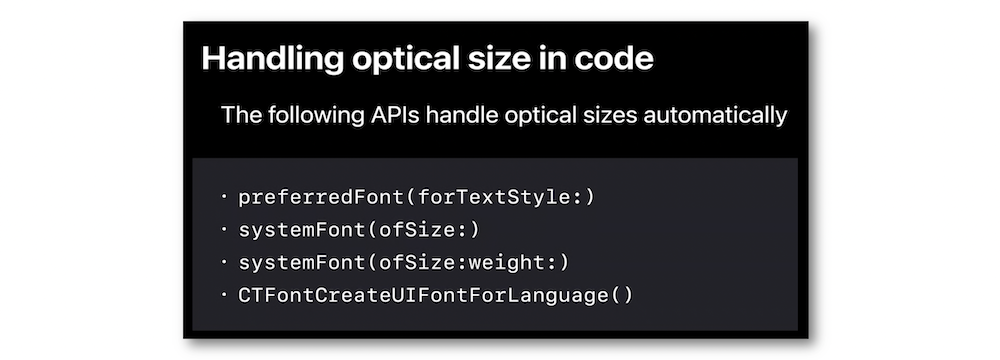 Handling optical size in code
The following APIs handle optical sizes automatically
· preferredFont(forTextStyle:)
· systemFont(ofSize:)
· systemFont(ofSize:weight:)
· CTFontCreateUIFontForLanguage()